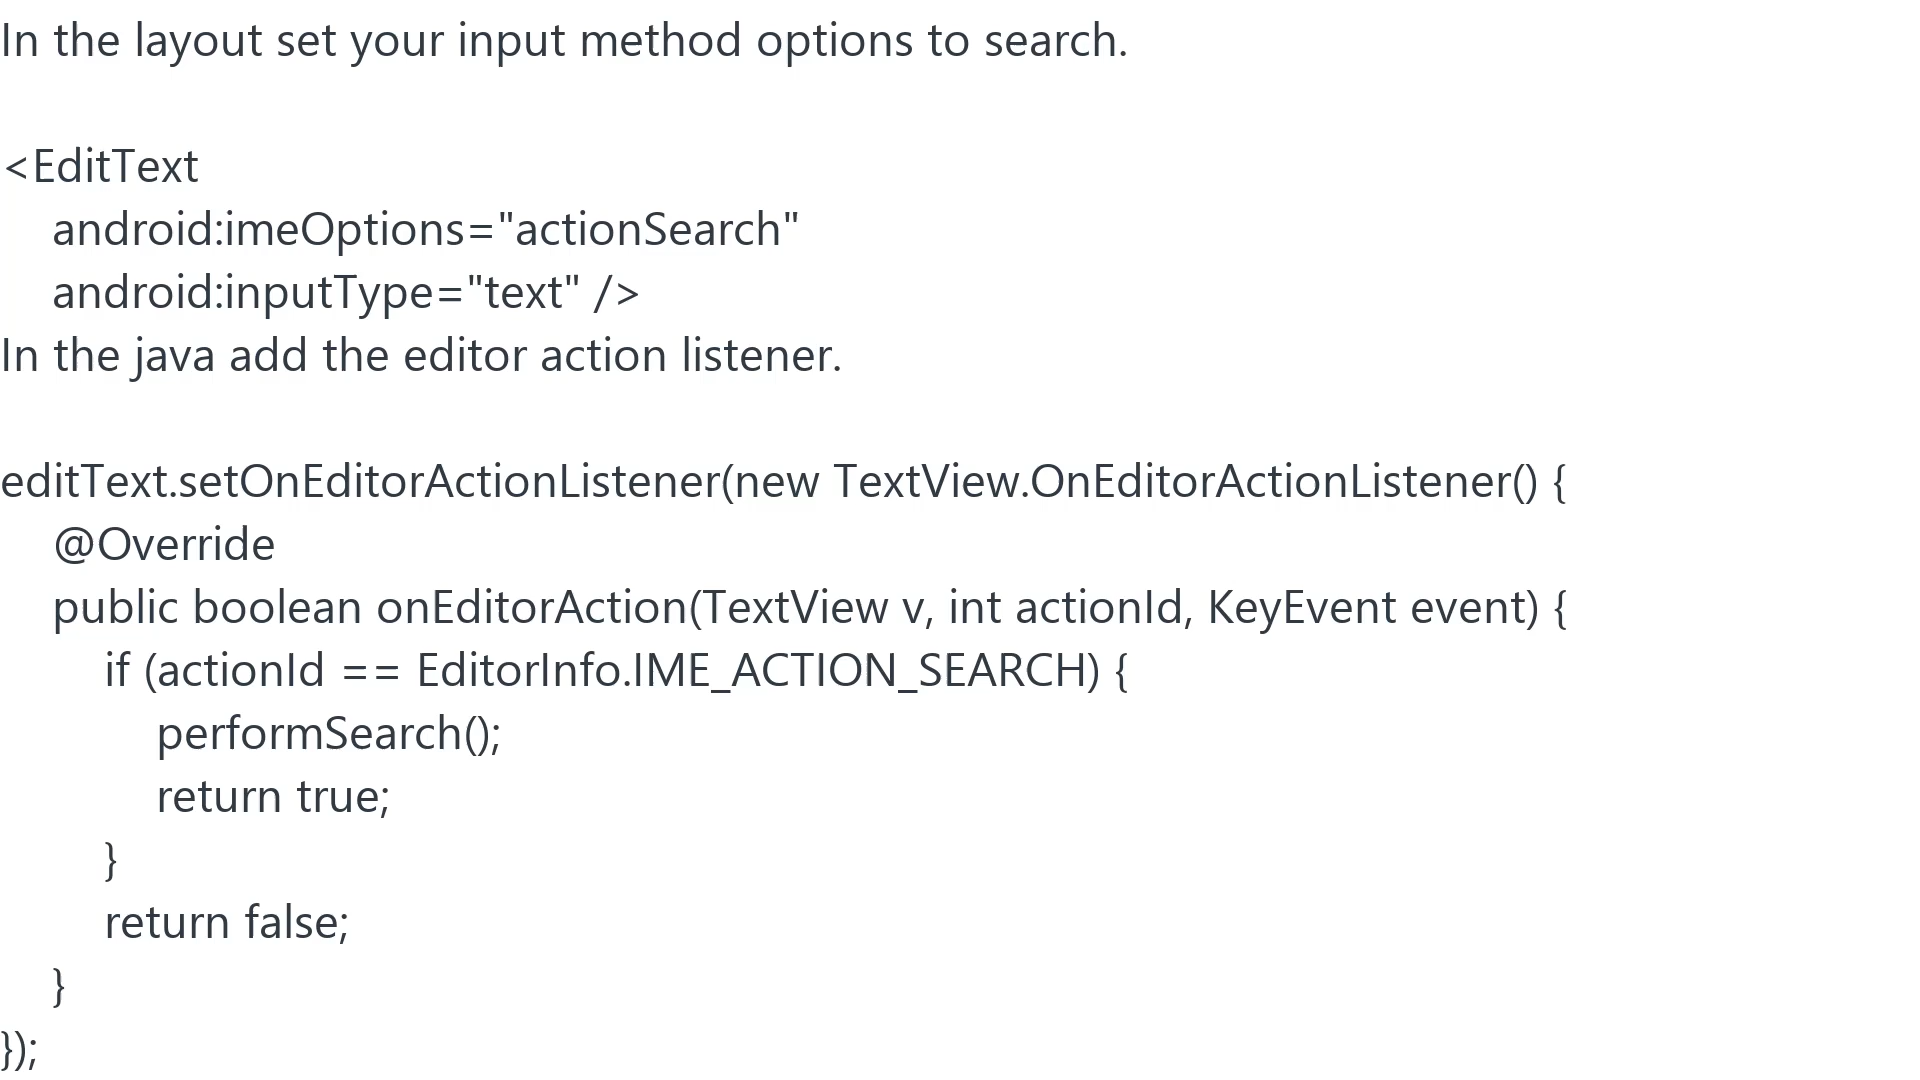 In the layout set your input method options to search.

<EditText
    android:imeOptions="actionSearch"
    android:inputType="text" />
In the java add the editor action listener.

editText.setOnEditorActionListener(new TextView.OnEditorActionListener() {
    @Override
    public boolean onEditorAction(TextView v, int actionId, KeyEvent event) {
        if (actionId == EditorInfo.IME_ACTION_SEARCH) {
            performSearch();
            return true;
        }
        return false;
    }
});